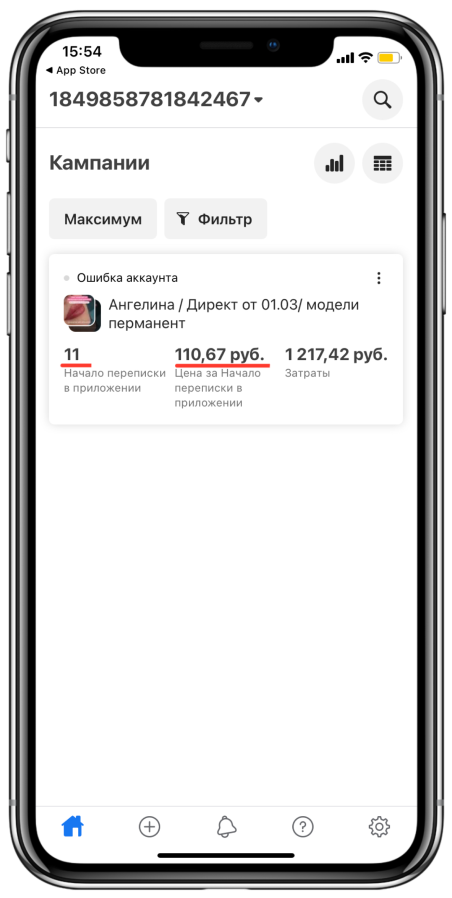 15:54
◀ App Store
1849858781842467
Кампании
Максимум
Фильтр
Ошибка аккаунта
Ангелина / Директ от 01.03/ модели
перманент
11 110,67 руб. 1 217,42 руб.
Начало переписки Цена за Начало Затраты
в приложении переписки в
приложении